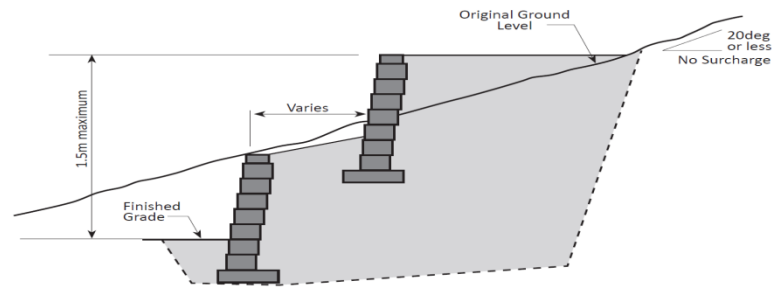 Original Ground
Level
20deg
or less
No Surcharge
Varies
1.5m maximum
Finished
Grade